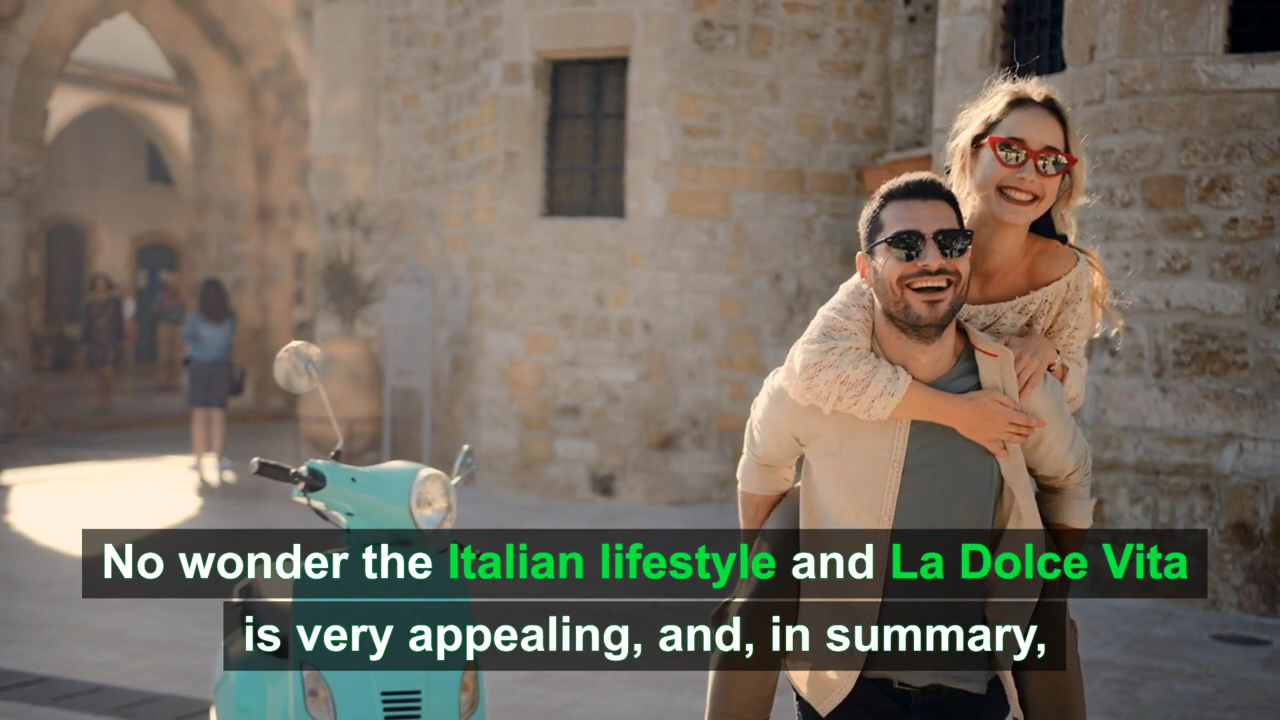 No wonder the Italian lifestyle and La Dolce Vita
is very appealing, and, in summary,